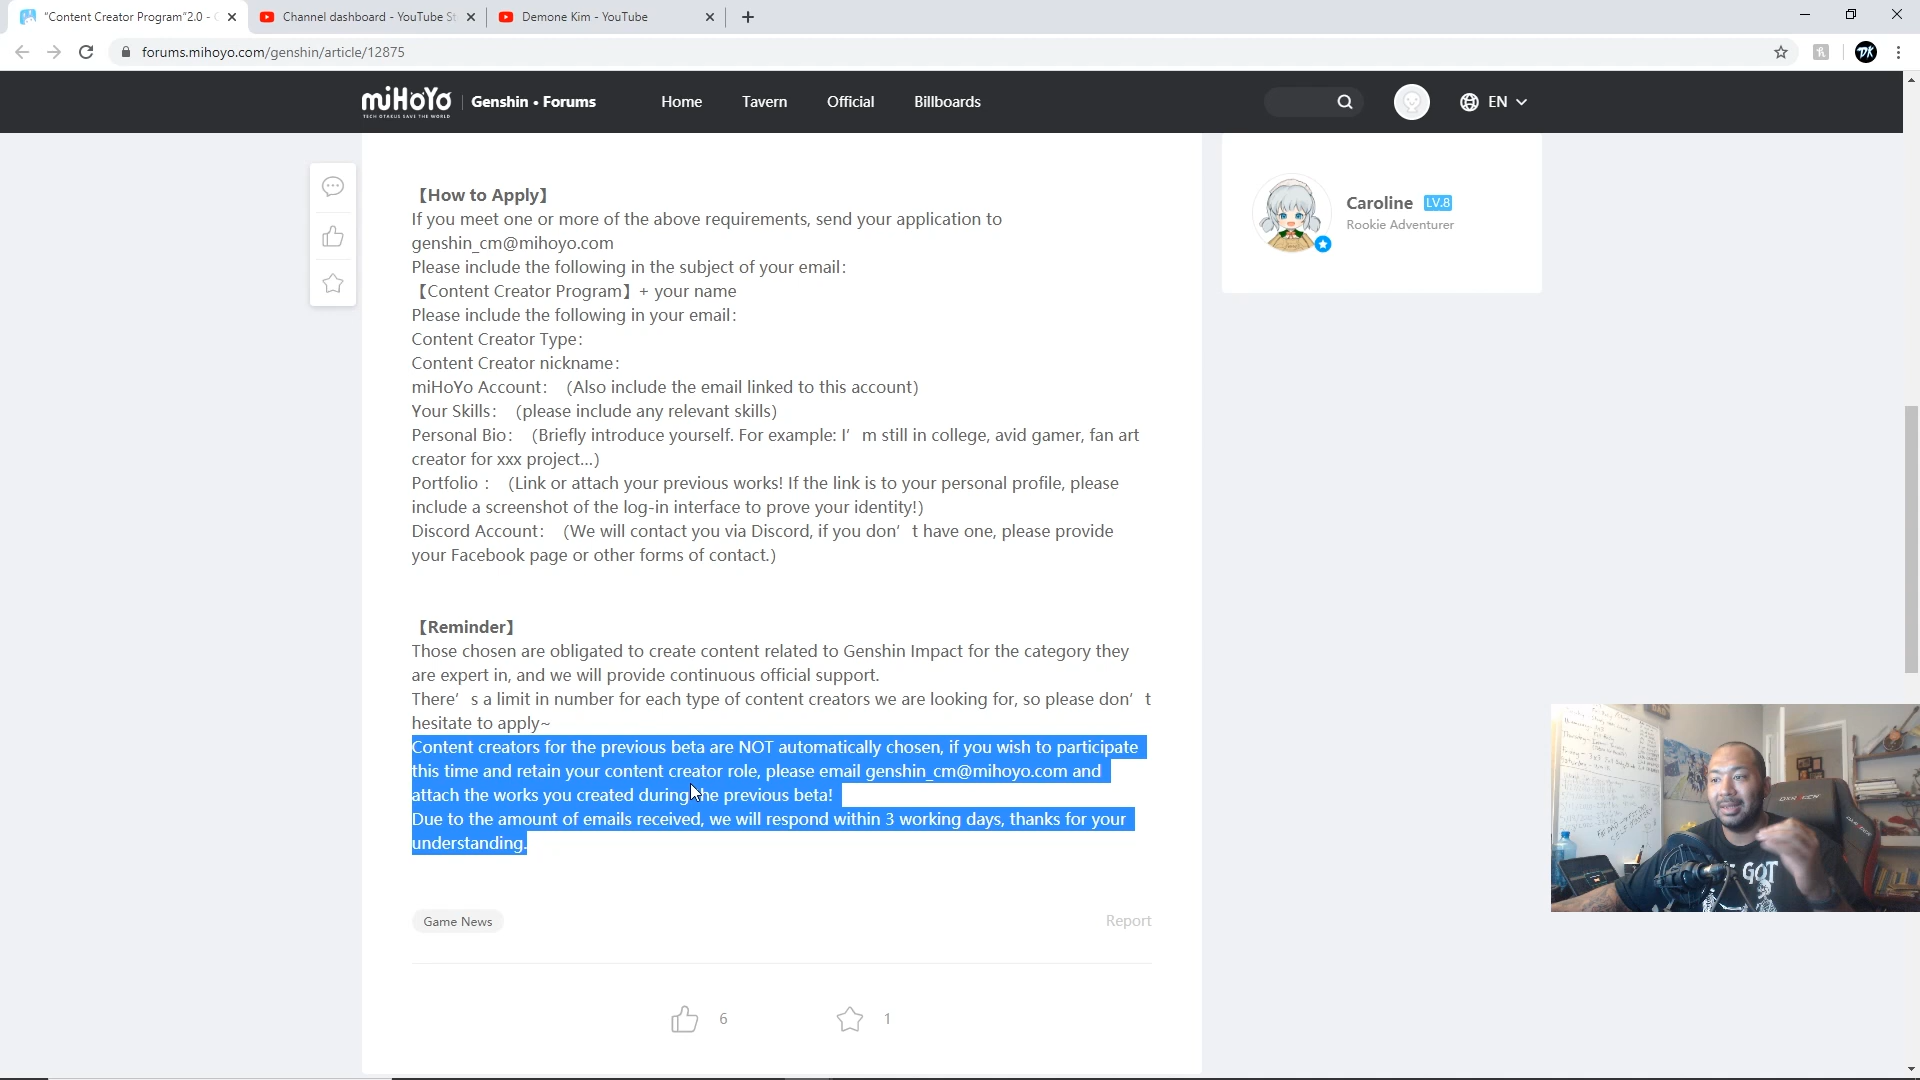 "Content Creator Program"2.0 -
Channel dashboard - YouTube St
Demone Kim - YouTube
forums.mihoyo.com/genshin/article/12875
DK
miHoYo
TECH OTAKUS SAVE THE WORLD
Genshin • Forums
Home
Tavern
Official
Billboards
EN
【How to Apply】
If you meet one or more of the above requirements, send your application to
genshin_cm@mihoyo.com
Please include the following in the subject of your email:
【Content Creator Program】+ your name
Please include the following in your email:
Content Creator Type:
Content Creator nickname:
miHoYo Account: (Also include the email linked to this account)
Your Skills: (please include any relevant skills)
Personal Bio: (Briefly introduce yourself. For example: I' m still in college, avid gamer, fan art
creator for xxx project...)
Portfolio : (Link or attach your previous works! If the link is to your personal profile, please
include a screenshot of the log-in interface to prove your identity!)
Discord Account: (We will contact you via Discord, if you don' t have one, please provide
your Facebook page or other forms of contact.)
【Reminder】
Those chosen are obligated to create content related to Genshin Impact for the category they
are expert in, and we will provide continuous official support.
There' s a limit in number for each type of content creators we are looking for, so please don' t
hesitate to apply~
Content creators for the previous beta are NOT automatically chosen, if you wish to participate
this time and retain your content creator role, please email genshin_cm@mihoyo.com and
attach the works you created during the previous beta!
Due to the amount of emails received, we will respond within 3 working days, thanks for your
understanding.
Game News
Report
6
1
Caroline LV.8
Rookie Adventurer
GOT